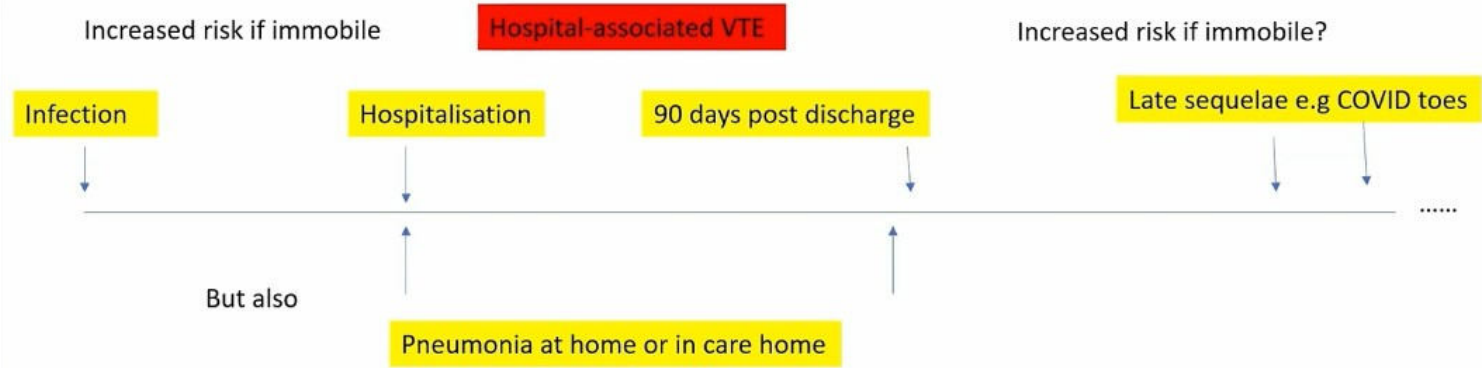 Increased risk if immobile
Hospital-associated VTE
Increased risk if immobile?
Infection
Hospitalisation
90 days post discharge
Late sequelae e.g COVID toes
......
But also
Pneumonia at home or in care home